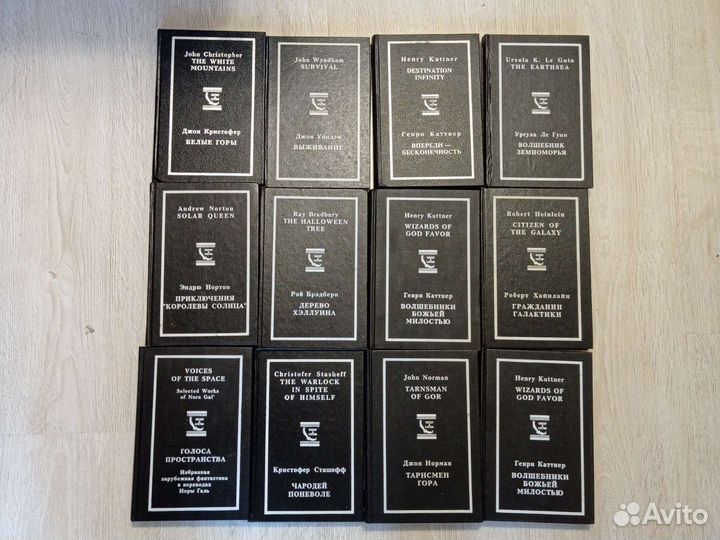 John Christopher
THE WHITE
MOUNTAINS
Джон Кристофер
БЕЛЫЕ ГОРЫ
John Wyndham
SURVIVAL
Джон Уиндэм
ВЫЖИВАНИЕ
Henry Kuttner
DESTINATION
INFINITY
Генри Каттнер
ВПЕРЕДИ —
БЕСКОНЕЧНОСТЬ
Ursula K. Le Guin
THE EARTHSEA
Урсула Ле Гуин
ВОЛШЕБНИК
ЗЕМНОМОРЬЯ
Andrew Norton
SOLAR QUEEN
Эндрю Нортон
ПРИКЛЮЧЕНИЯ
"КОРОЛЕВЫ СОЛНЦА"
Ray Bradbury
THE HALLOWEEN
TREE
Рэй Брэдбери
ДЕРЕВО
ХЭЛЛУИНА
Henry Kuttner
WIZARDS OF
GOD FAVOR
Генри Каттнер
ВОЛШЕБНИКИ
БОЖЬЕЙ
МИЛОСТЬЮ
Robert Heinlein
CITIZEN OF
THE GALAXY
Роберт Хайнлайн
ГРАЖДАНИН
ГАЛАКТИКИ
VOICES
OF THE SPACE
Selected Works
of Nora Gal'
ГОЛОСА
ПРОСТРАНСТВА
Избранная
зарубежная фантастика
в переводах
Норы Галь
Christofer Stasheff
THE WARLOCK
IN SPITE
OF HIMSELF
Кристофер Сташефф
ЧАРОДЕЙ
ПОНЕВОЛЕ
John Norman
TARNSMAN
OF GOR
Джон Норман
ТАРНСМЕН
ГОРА
Henry Kuttner
WIZARDS OF
GOD FAVOR
Генри Каттнер
ВОЛШЕБНИКИ
БОЖЬЕЙ
МИЛОСТЬЮ
Avito